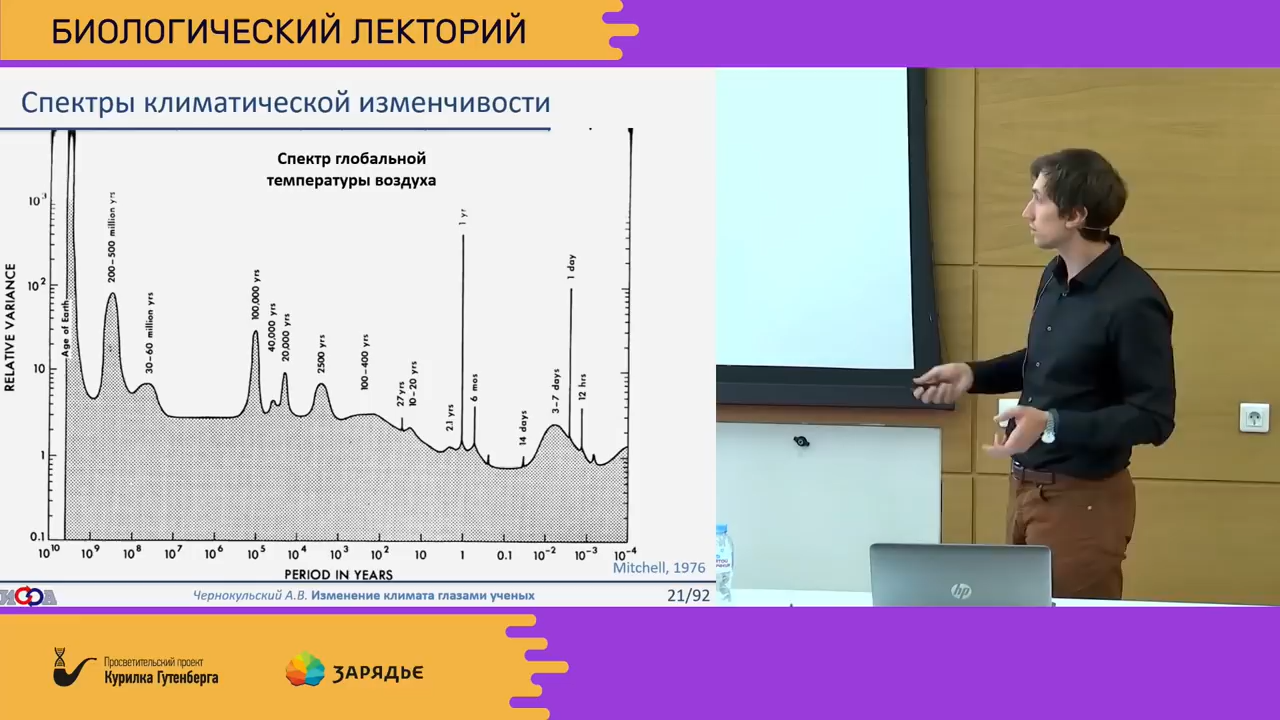 БИОЛОГИЧЕСКИЙ ЛЕКТОРИЙ
Спектры климатической изменчивости
Спектр глобальной
температуры воздуха
RELATIVE VARIANCE
10³
10²
10
1
0.1
Age of Earth
200-500 million yrs
30-60 million yrs
100,000 yrs
40,000 yrs
20,000 yrs
2500 yrs
100-400 yrs
27 yrs
10-20 yrs
2.1 yrs
1 yr
6 mos
14 days
3-7 days
1 day
12 hrs
10¹⁰ 10⁹ 10⁸ 10⁷ 10⁶ 10⁵ 10⁴ 10³ 10² 10 1 0.1 10⁻² 10⁻³ 10⁻⁴
PERIOD IN YEARS
Mitchell, 1976
ИФА
Чернокульский А.В. Изменение климата глазами ученых
21/92
hp
Просветительский проект
Курилка Гутенберга
ЗАРЯДЬЕ